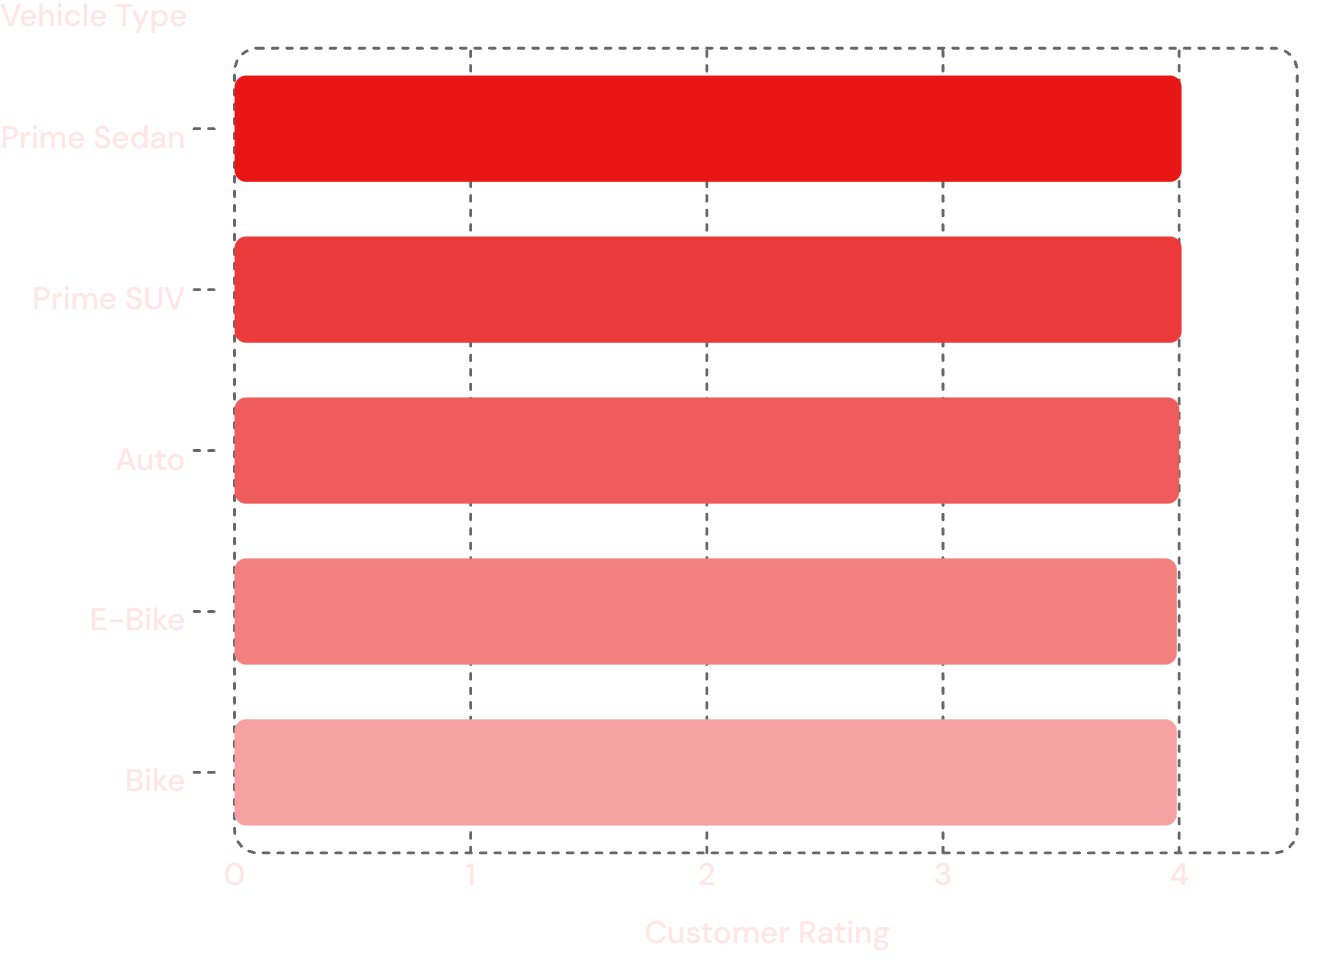 Vehicle Type
Prime Sedan
Prime SUV
Auto
E-Bike
Bike
0 1 2 3 4
Customer Rating